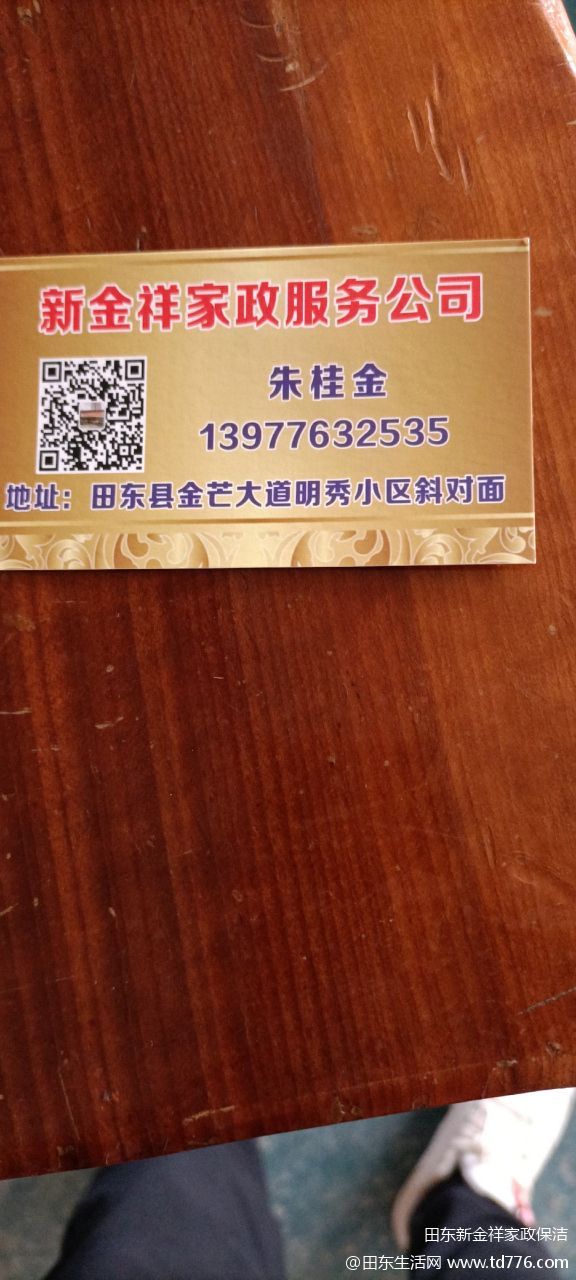 新金祥家政服务公司
朱桂金
13977632535
地址：田东县金芒大道明秀小区斜对面
田东新金祥家政保洁
@田东生活网 www.td776.com